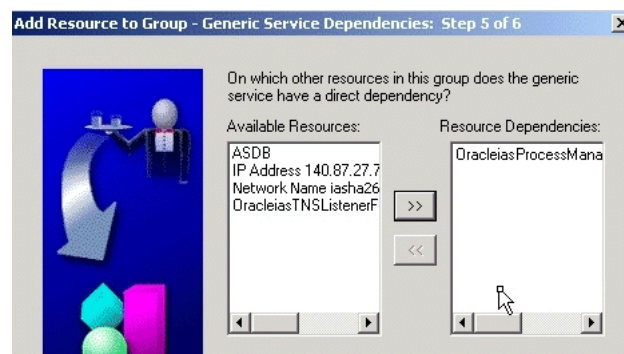 Add Resource to Group - Generic Service Dependencies: Step 5 of 6
On which other resources in this group does the generic
service have a direct dependency?
Available Resources:
Resource Dependencies:
ASDB
IP Address 140.87.27.7
Network Name iasha26
OracleiasTNSListenerF
OracleiasProcessMana
>>
<<